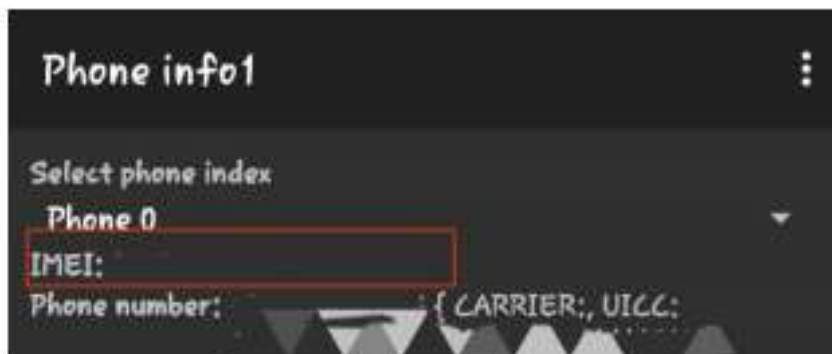 Phone info1
Select phone index
Phone 0
IMEI:
Phone number: { CARRIER:, UICC: